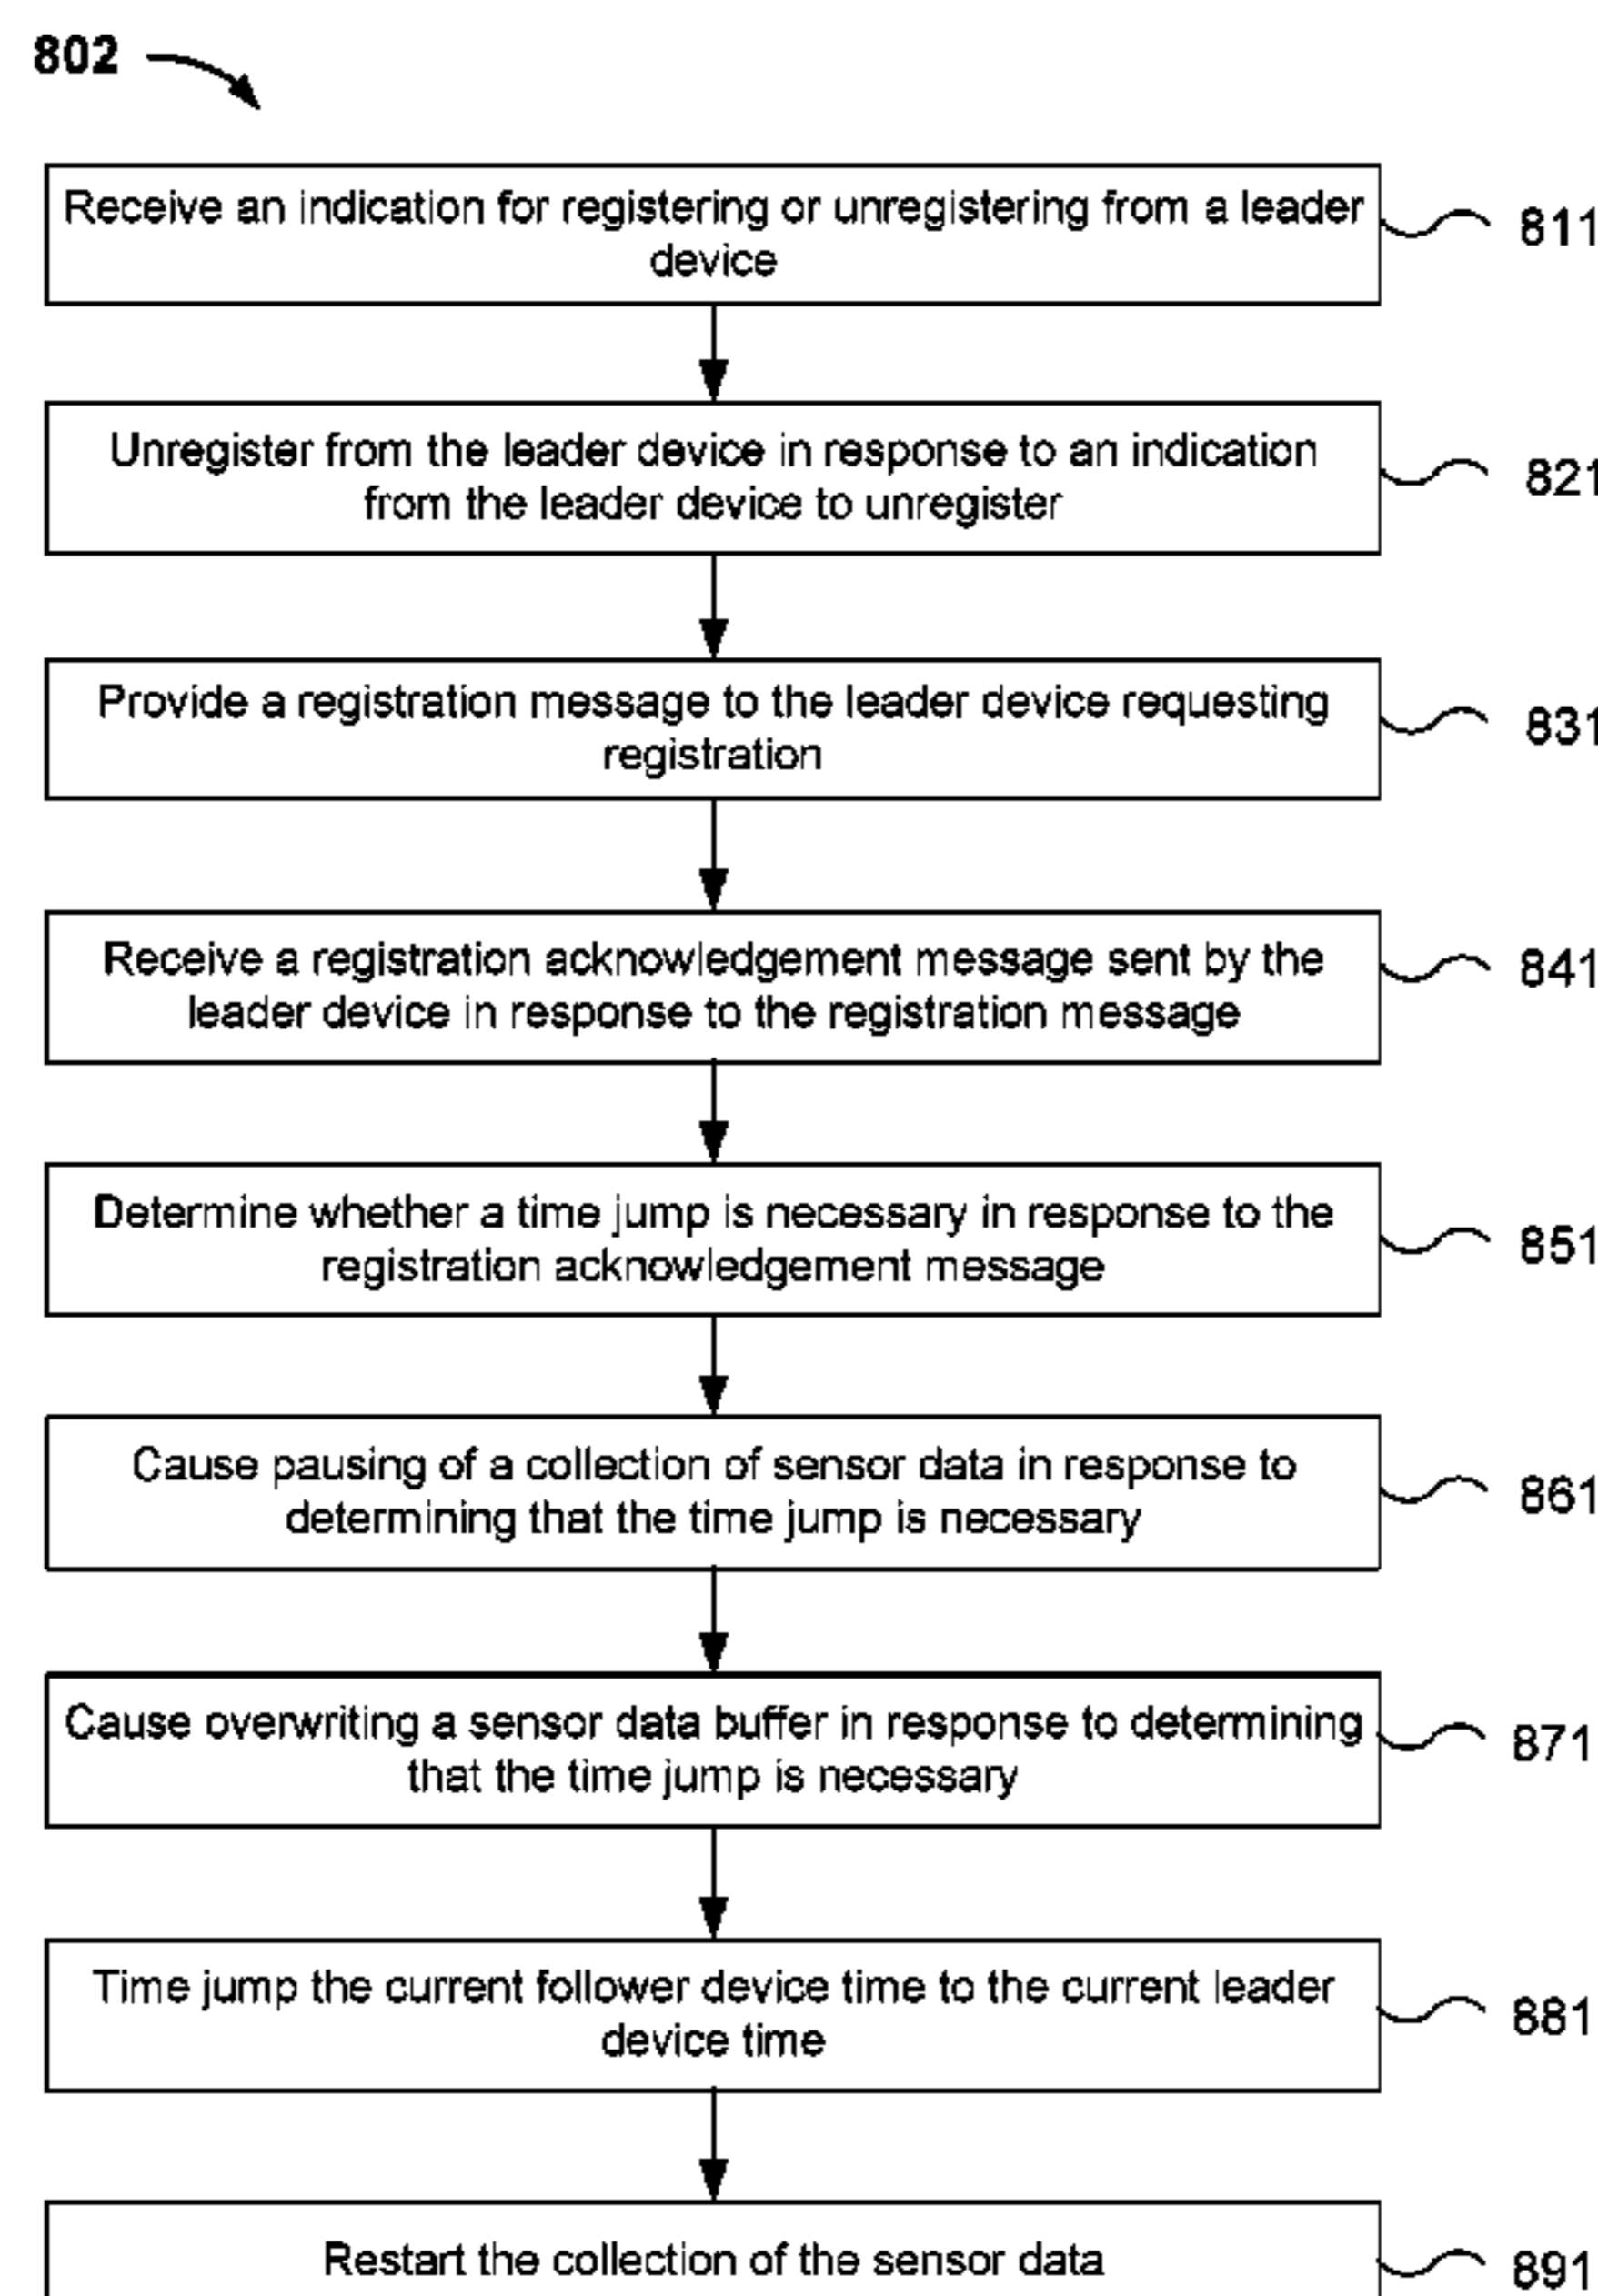 802
Receive an indication for registering or unregistering from a leader
device
811
Unregister from the leader device in response to an indication
from the leader device to unregister
821
Provide a registration message to the leader device requesting
registration
831
Receive a registration acknowledgement message sent by the
leader device in response to the registration message
841
Determine whether a time jump is necessary in response to the
registration acknowledgement message
851
Cause pausing of a collection of sensor data in response to
determining that the time jump is necessary
861
Cause overwriting a sensor data buffer in response to determining
that the time jump is necessary
871
Time jump the current follower device time to the current leader
device time
881
Restart the collection of the sensor data
891